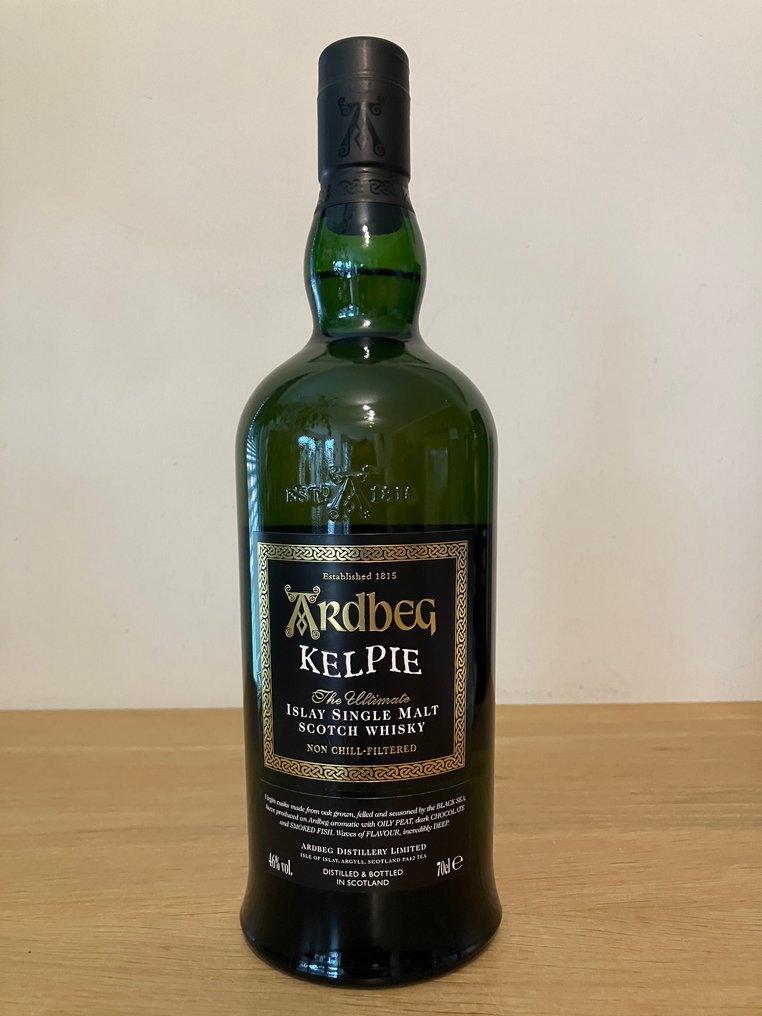 ESTD A 1815
Established 1815
Ardbeg
KELPIE
The Ultimate
ISLAY SINGLE MALT
SCOTCH WHISKY
NON CHILL-FILTERED
Virgin casks made from oak grown, felled and seasoned by the BLACK SEA,
have produced an Ardbeg aromatic with OILY PEAT, dark CHOCOLATE
and SMOKED FISH. Waves of FLAVOUR, incredibly DEEP.
ARDBEG DISTILLERY LIMITED
ISLE OF ISLAY, ARGYLL, SCOTLAND PA42 7EA
46% vol.
DISTILLED & BOTTLED
IN SCOTLAND
70cl ℮